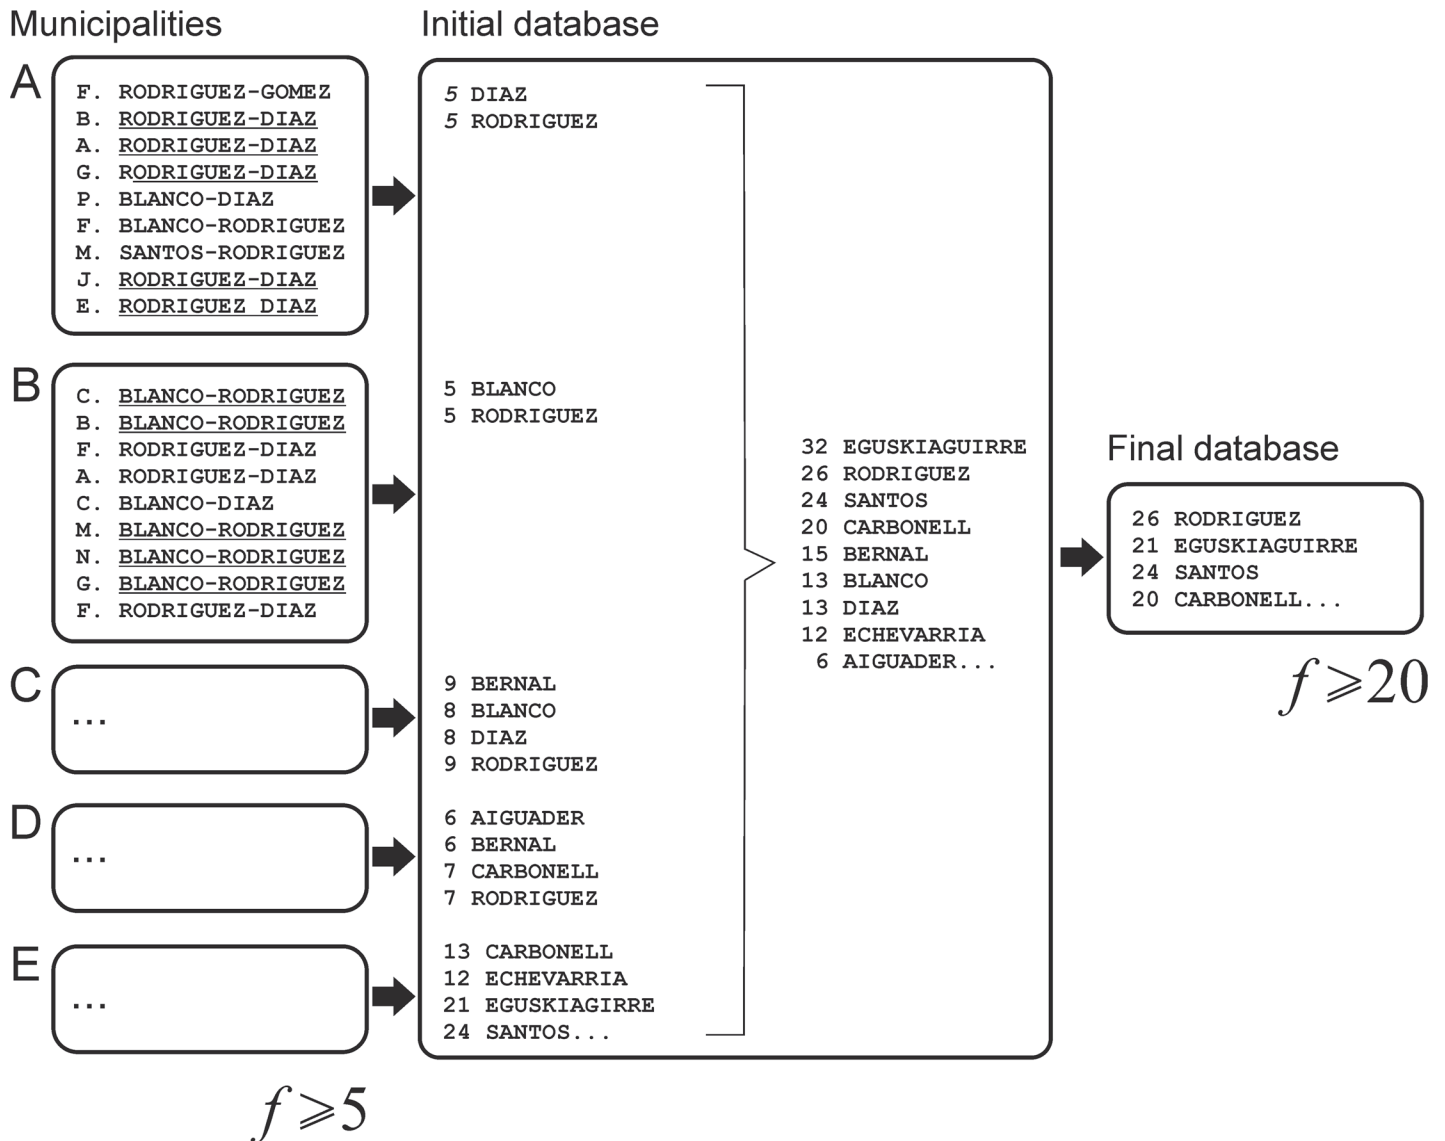 Municipalities
A
F. RODRIGUEZ-GOMEZ
B. RODRIGUEZ-DIAZ
A. RODRIGUEZ-DIAZ
G. RODRIGUEZ-DIAZ
P. BLANCO-DIAZ
F. BLANCO-RODRIGUEZ
M. SANTOS-RODRIGUEZ
J. RODRIGUEZ-DIAZ
E. RODRIGUEZ DIAZ
B
C. BLANCO-RODRIGUEZ
B. BLANCO-RODRIGUEZ
F. RODRIGUEZ-DIAZ
A. RODRIGUEZ-DIAZ
C. BLANCO-DIAZ
M. BLANCO-RODRIGUEZ
N. BLANCO-RODRIGUEZ
G. BLANCO-RODRIGUEZ
F. RODRIGUEZ-DIAZ
C
...
D
...
E
...
f ⩾ 5
Initial database
5 DIAZ
5 RODRIGUEZ
5 BLANCO
5 RODRIGUEZ
9 BERNAL
8 BLANCO
8 DIAZ
9 RODRIGUEZ
6 AIGUADER
6 BERNAL
7 CARBONELL
7 RODRIGUEZ
13 CARBONELL
12 ECHEVARRIA
21 EGUSKIAGIRRE
24 SANTOS...
32 EGUSKIAGUIRRE
26 RODRIGUEZ
24 SANTOS
20 CARBONELL
15 BERNAL
13 BLANCO
13 DIAZ
12 ECHEVARRIA
6 AIGUADER...
Final database
26 RODRIGUEZ
21 EGUSKIAGUIRRE
24 SANTOS
20 CARBONELL...
f ⩾ 20